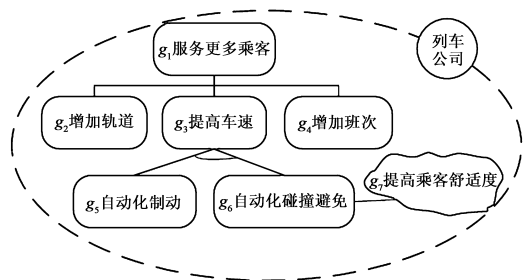 g₁服务更多乘客
列车
公司
g₂增加轨道
g₃提高车速
g₄增加班次
g₅自动化制动
g₆自动化碰撞避免
g₇提高乘客舒适度